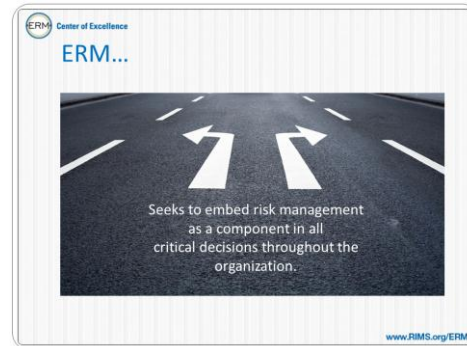 ERM Center of Excellence
ERM...
Seeks to embed risk management
as a component in all
critical decisions throughout the
organization.
www.RIMS.org/ERM